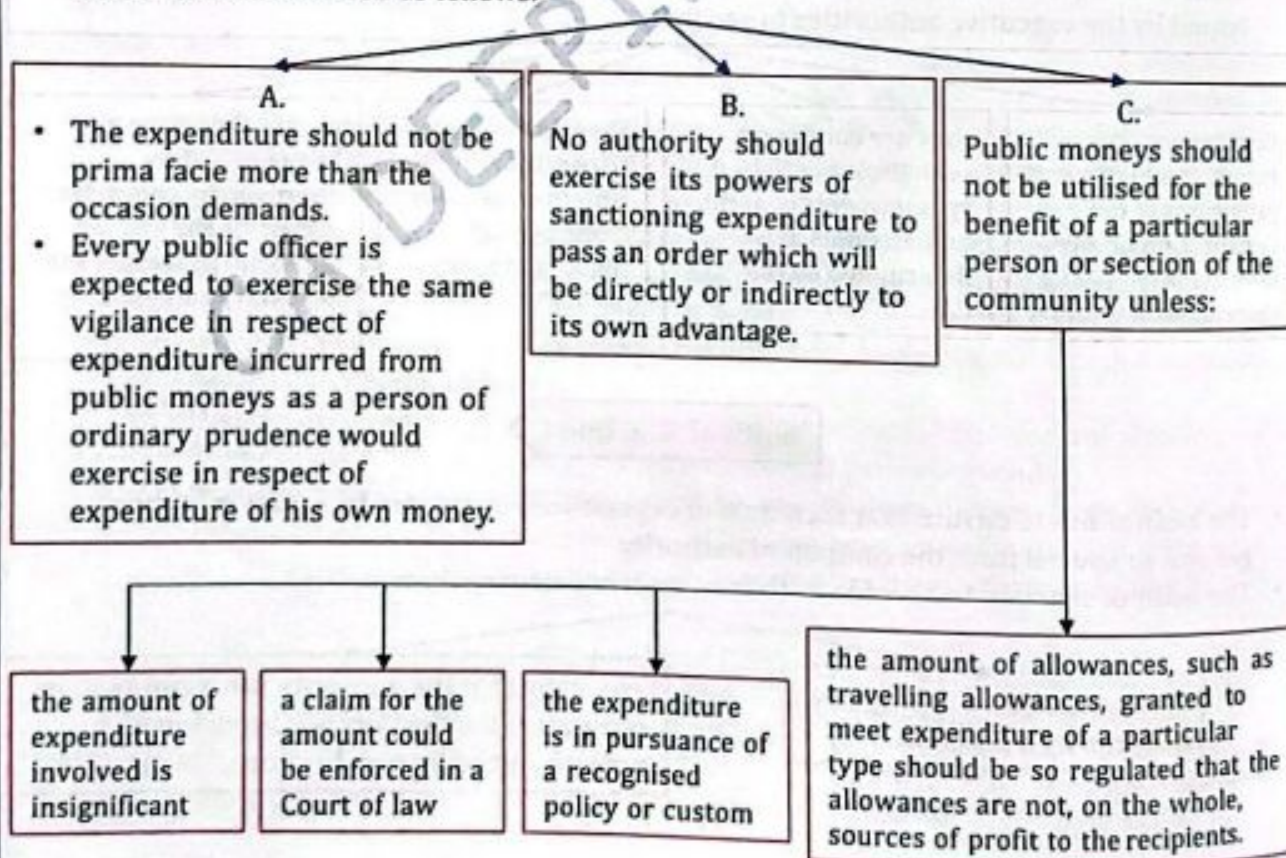 A.
• The expenditure should not be
prima facie more than the
occasion demands.
• Every public officer is
expected to exercise the same
vigilance in respect of
expenditure incurred from
public moneys as a person of
ordinary prudence would
exercise in respect of
expenditure of his own money.
B.
No authority should
exercise its powers of
sanctioning expenditure to
pass an order which will
be directly or indirectly to
its own advantage.
C.
Public moneys should
not be utilised for the
benefit of a particular
person or section of the
community unless:
the amount of
expenditure
involved is
insignificant
a claim for the
amount could
be enforced in a
Court of law
the expenditure
is in pursuance of
a recognised
policy or custom
the amount of allowances, such as
travelling allowances, granted to
meet expenditure of a particular
type should be so regulated that the
allowances are not, on the whole,
sources of profit to the recipients.